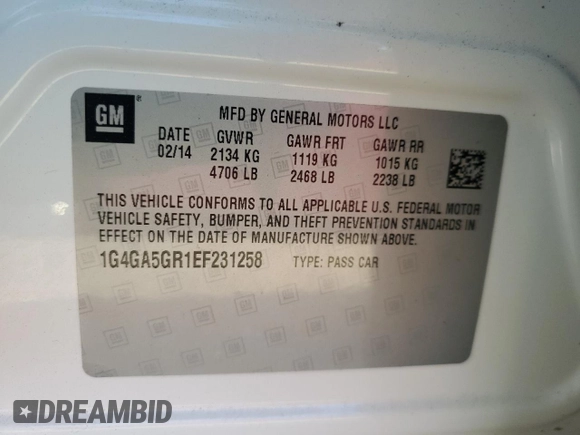 GM ®
MFD BY GENERAL MOTORS LLC
DATE GVWR GAWR FRT GAWR RR
02/14 2134 KG 1119 KG 1015 KG
4706 LB 2468 LB 2238 LB
THIS VEHICLE CONFORMS TO ALL APPLICABLE U.S. FEDERAL MOTOR
VEHICLE SAFETY, BUMPER, AND THEFT PREVENTION STANDARDS IN
EFFECT ON THE DATE OF MANUFACTURE SHOWN ABOVE.
1G4GA5GR1EF231258 TYPE: PASS CAR
DREAMBID